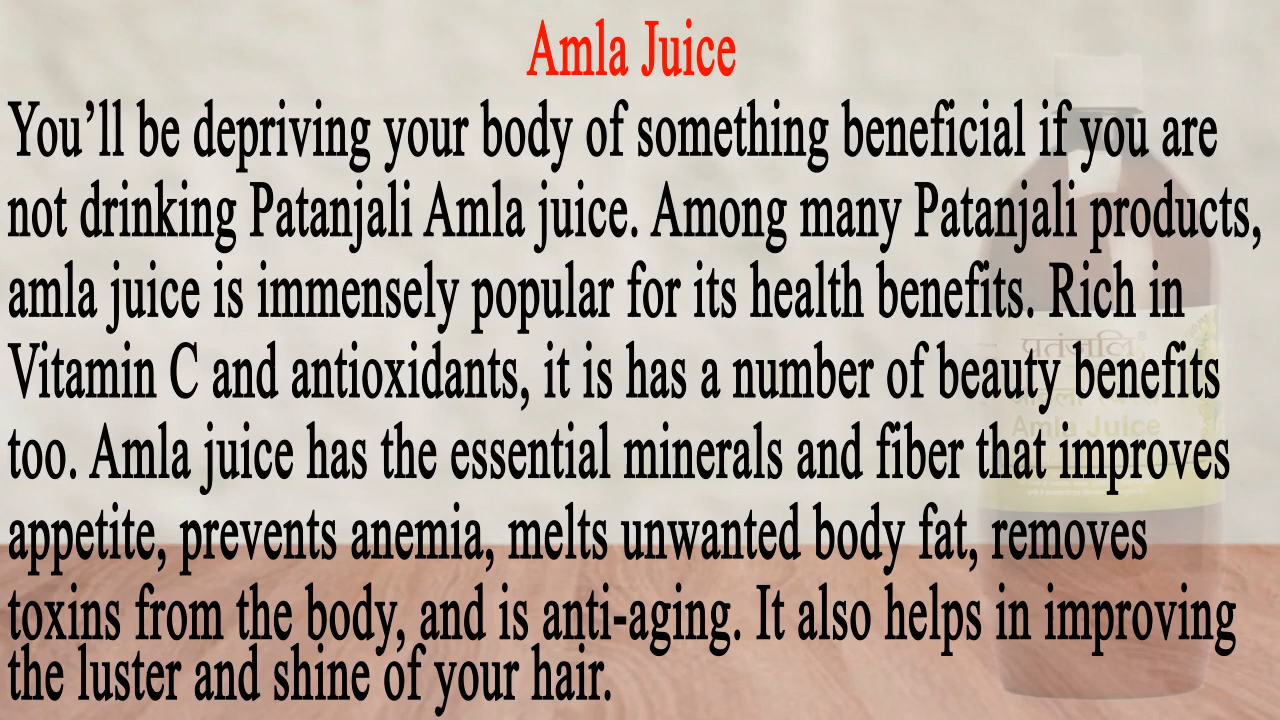 Amla Juice
You’ll be depriving your body of something beneficial if you are
not drinking Patanjali Amla juice. Among many Patanjali products,
amla juice is immensely popular for its health benefits. Rich in
Vitamin C and antioxidants, it is has a number of beauty benefits
too. Amla juice has the essential minerals and fiber that improves
appetite, prevents anemia, melts unwanted body fat, removes
toxins from the body, and is anti-aging. It also helps in improving
the luster and shine of your hair.
पतंजलि®
Amla Juice